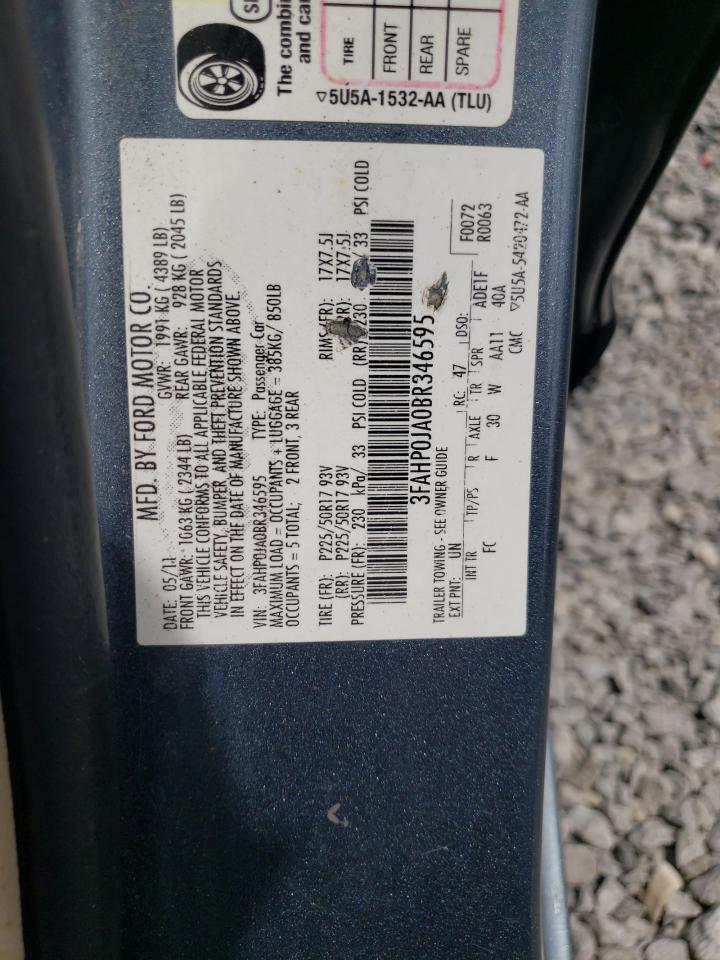 The combin
and car
TIRE
FRONT
REAR
SPARE
▽5U5A-1532-AA (TLU)
MFD. BY FORD MOTOR CO.
DATE: 05/11 GVWR: 1991 KG ( 4389 LB)
FRONT GAWR: 1063 KG ( 2344 LB) REAR GAWR: 928 KG ( 2045 LB)
THIS VEHICLE CONFORMS TO ALL APPLICABLE FEDERAL MOTOR
VEHICLE SAFETY, BUMPER, AND THEFT PREVENTION STANDARDS
IN EFFECT ON THE DATE OF MANUFACTURE SHOWN ABOVE.
VIN: 3FAHP0JA0BR346595 TYPE: Passenger Car
MAXIMUM LOAD = OCCUPANTS + LUGGAGE = 385KG/ 850LB
OCCUPANTS = 5 TOTAL; 2 FRONT, 3 REAR
TIRE (FR): P225/50R17 93V RIMS (FR): 17X7.5J
(RR): P225/50R17 93V (RR): 17X7.5J
PRESSURE (FR): 230 kPa/ 33 PSI COLD (RR) 230 / 33 PSI COLD
3FAHP0JA0BR346595
F0072
R0063
TRAILER TOWING - SEE OWNER GUIDE
EXT PNT: UN RC: 47 DSO:
INT TR TP/PS R AXLE TR SPR ADE1F
FC F 30 W AA11 40A
CMC ▽5U5A-5420472-AA